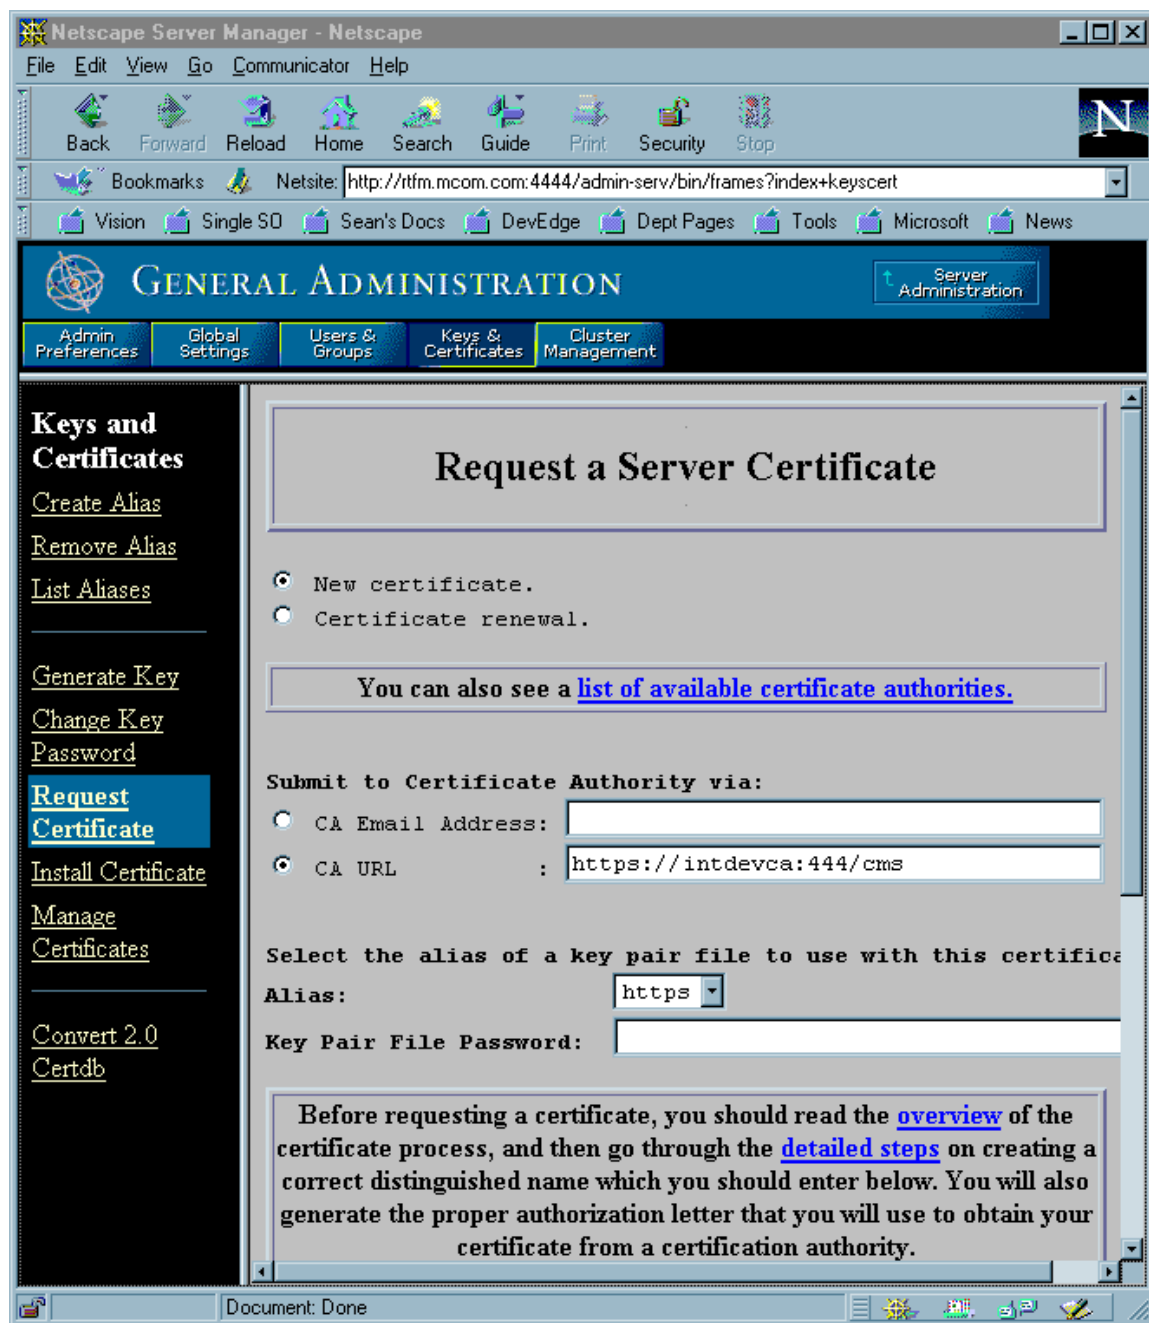 Netscape Server Manager - Netscape
File Edit View Go Communicator Help
Back Forward Reload Home Search Guide Print Security Stop
N
Bookmarks Netsite: http://rtfm.mcom.com:4444/admin-serv/bin/frames?index+keyscert
Vision Single SO Sean's Docs DevEdge Dept Pages Tools Microsoft News
GENERAL ADMINISTRATION
Server
Administration
Admin Preferences Global Settings Users & Groups Keys & Certificates Cluster Management
Keys and
Certificates
Create Alias
Remove Alias
List Aliases
Generate Key
Change Key
Password
Request
Certificate
Install Certificate
Manage
Certificates
Convert 2.0
Certdb
Request a Server Certificate
New certificate.
Certificate renewal.
You can also see a list of available certificate authorities.
Submit to Certificate Authority via:
CA Email Address:
CA URL : https://intdevca:444/cms
Select the alias of a key pair file to use with this certifica
Alias: https
Key Pair File Password:
Before requesting a certificate, you should read the overview of the
certificate process, and then go through the detailed steps on creating a
correct distinguished name which you should enter below. You will also
generate the proper authorization letter that you will use to obtain your
certificate from a certification authority.
Document: Done